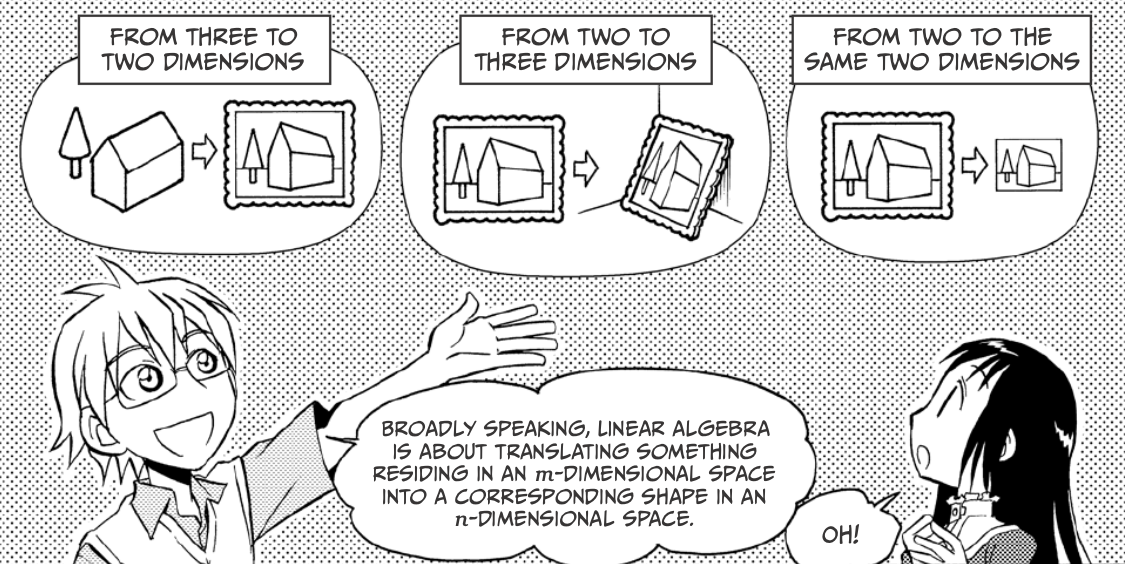 FROM THREE TO
TWO DIMENSIONS
FROM TWO TO
THREE DIMENSIONS
FROM TWO TO THE
SAME TWO DIMENSIONS
BROADLY SPEAKING, LINEAR ALGEBRA
IS ABOUT TRANSLATING SOMETHING
RESIDING IN AN m-DIMENSIONAL SPACE
INTO A CORRESPONDING SHAPE IN AN
n-DIMENSIONAL SPACE.
OH!